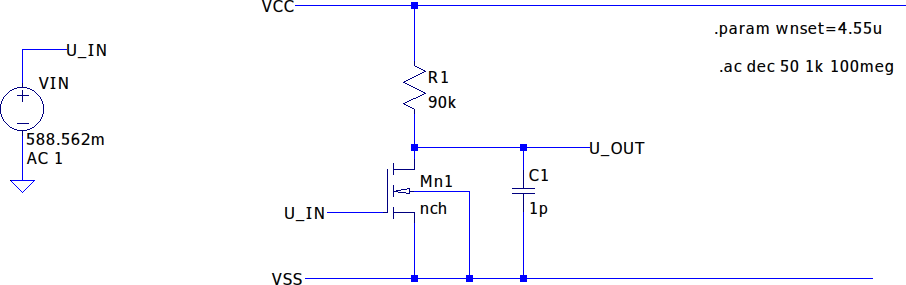 VCC
.param wnset=4.55u
U_IN
.ac dec 50 1k 100meg
VIN
R1
90k
588.562m
AC 1
U_OUT
C1
Mn1
nch
1p
U_IN
VSS